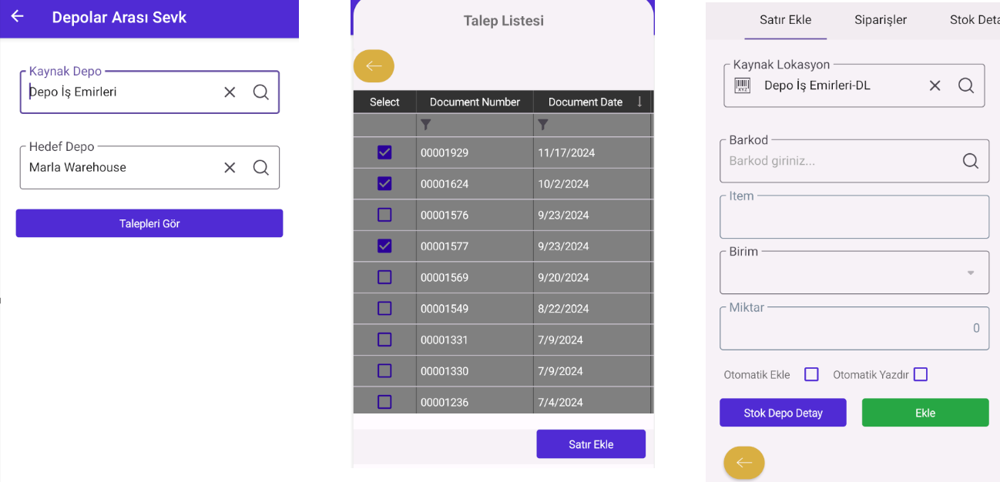 Depolar Arası Sevk
Kaynak Depo
Depo İş Emirleri
Hedef Depo
Marla Warehouse
Talepleri Gör
Talep Listesi
Select Document Number Document Date
00001929 11/17/2024
00001624 10/2/2024
00001576 9/23/2024
00001577 9/23/2024
00001569 9/20/2024
00001549 8/22/2024
00001331 7/9/2024
00001330 7/9/2024
00001236 7/4/2024
Satır Ekle
Satır Ekle Siparişler Stok Deta
Kaynak Lokasyon
XYZ Depo İş Emirleri-DL
Barkod
Barkod giriniz...
Item
Birim
Miktar
0
Otomatik Ekle Otomatik Yazdır
Stok Depo Detay Ekle